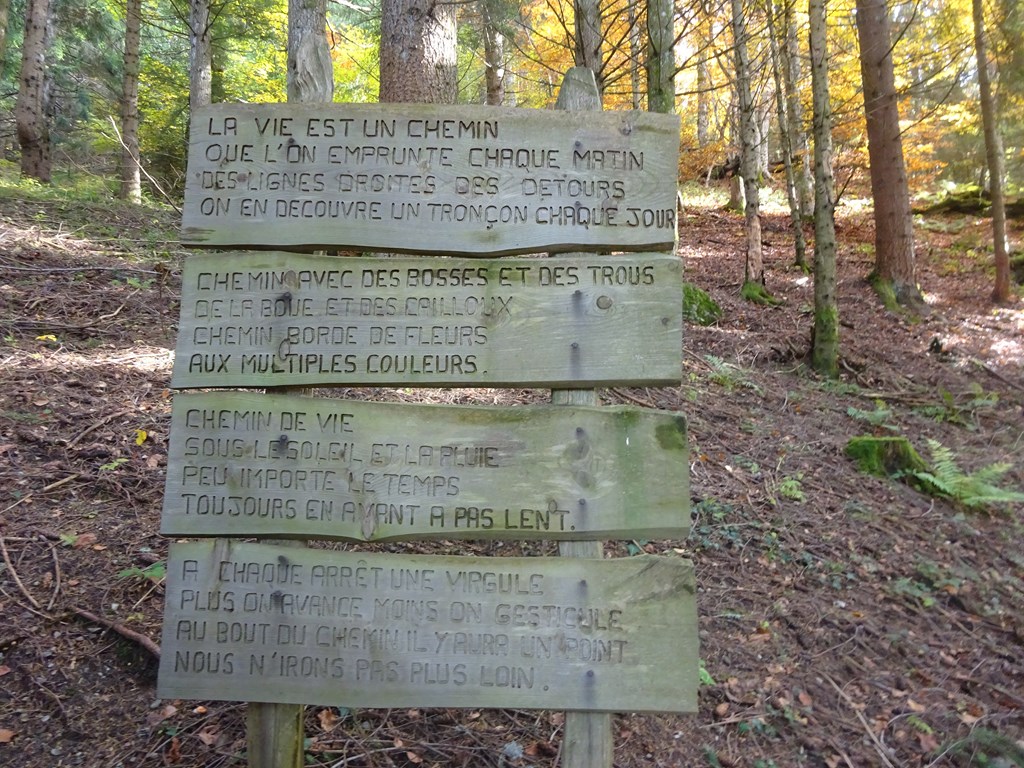 LA VIE EST UN CHEMIN
QUE L'ON EMPRUNTE CHAQUE MATIN
DES LIGNES DROITES DES DETOURS
ON EN DECOUVRE UN TRONÇON CHAQUE JOUR
CHEMIN AVEC DES BOSSES ET DES TROUS
DE LA BOUE ET DES CAILLOUX
CHEMIN BORDE DE FLEURS
AUX MULTIPLES COULEURS.
CHEMIN DE VIE
SOUS LE SOLEIL ET LA PLUIE
PEU IMPORTE LE TEMPS
TOUJOURS EN AVANT A PAS LENT.
A CHAQUE ARRÊT UNE VIRGULE
PLUS ON AVANCE MOINS ON GESTICULE
AU BOUT DU CHEMIN IL Y AURA UN POINT
NOUS N'IRONS PAS PLUS LOIN.